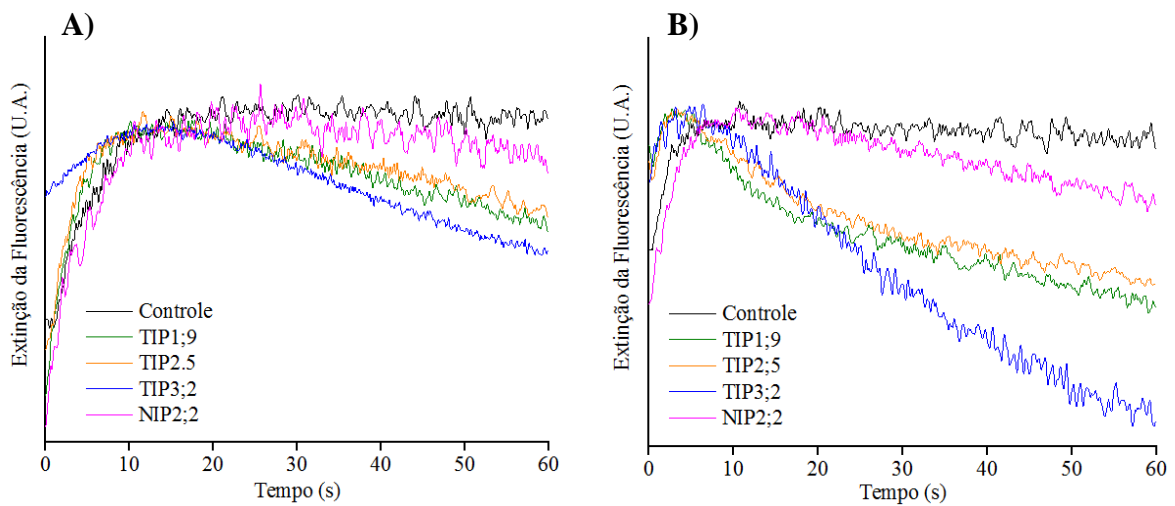 A)
Extinção da Fluorescência (U. A.)
Controle
TIP1;9
TIP2.5
TIP3;2
NIP2;2
0 10 20 30 40 50 60
Tempo (s)
B)
Extinção da Fluorescência (U. A.)
Controle
TIP1;9
TIP2;5
TIP3;2
NIP2;2
0 10 20 30 40 50 60
Tempo (s)